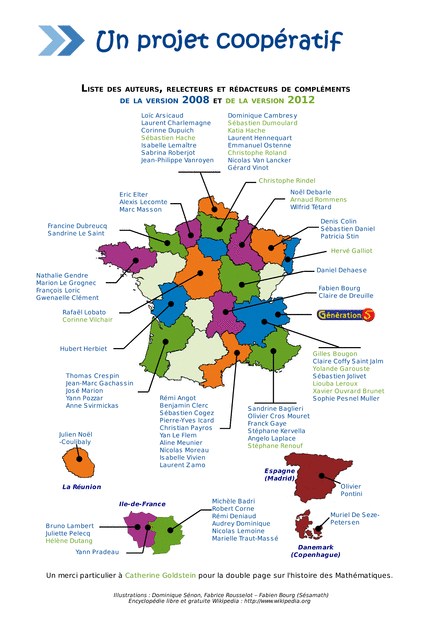 Un projet coopératif
Liste des auteurs, relecteurs et rédacteurs de compléments
de la version 2008 et de la version 2012
Loïc Arsicaud
Laurent Charlemagne
Corinne Dupuich
Sébastien Hache
Isabelle Lemaître
Sabrina Roberjot
Jean-Philippe Vanroyen
Dominique Cambresy
Sébastien Dumoulard
Katia Hache
Laurent Hennequart
Emmanuel Ostenne
Christophe Roland
Nicolas Van Lancker
Gérard Vinot
Christophe Rindel
Eric Elter
Alexis Lecomte
Marc Masson
Noël Debarle
Arnaud Rommens
Wilfrid Tétard
Francine Dubreucq
Sandrine Le Saint
Denis Colin
Sébastien Daniel
Patricia Stin
Hervé Galliot
Nathalie Gendre
Marion Le Grognec
François Loric
Gwenaelle Clément
Daniel Dehaese
Fabien Bourg
Claire de Dreuille
Rafaël Lobato
Corinne Vilchair
Génération5
Hubert Herbiet
Gilles Bougon
Claire Coffy Saint Jalm
Yolande Garouste
Sébastien Jolivet
Liouba Leroux
Xavier Ouvrard Brunet
Sophie Pesnel Muller
Thomas Crespin
Jean-Marc Gachassin
José Marion
Yann Pozzar
Anne Svirmickas
Rémi Angot
Benjamin Clerc
Sébastien Cogez
Pierre-Yves Icard
Christian Payros
Yan Le Flem
Aline Meunier
Nicolas Moreau
Isabelle Vivien
Laurent Zamo
Sandrine Baglieri
Olivier Cros Mouret
Franck Gaye
Stéphane Kervella
Angelo Laplace
Stéphane Renouf
Julien Noël
-Coulibaly
La Réunion
Espagne
(Madrid)
Olivier
Pontini
Ile-de-France
Michèle Badri
Robert Corne
Rémi Deniaud
Audrey Dominique
Nicolas Lemoine
Marielle Traut-Massé
Bruno Lambert
Juliette Pelecq
Hélène Dutang
Yann Pradeau
Muriel De Seze-
Petersen
Danemark
(Copenhague)
Un merci particulier à Catherine Goldstein pour la double page sur l'histoire des Mathématiques.
Illustrations : Dominique Sénon, Fabrice Rousselot – Fabien Bourg (Sésamath)
Encyclopédie libre et gratuite Wikipedia : http://www.wikipedia.org